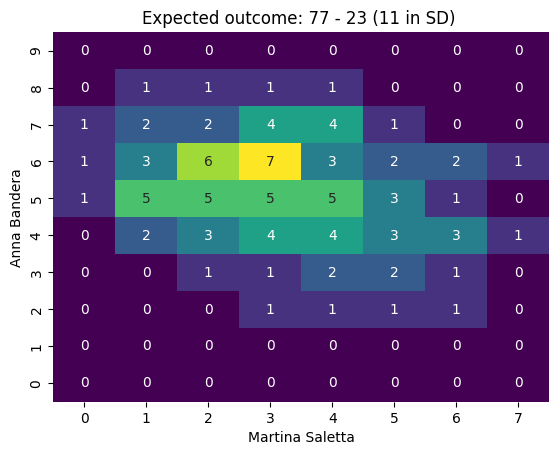 Expected outcome: 77 - 23 (11 in SD)
9 0 0 0 0 0 0 0 0
8 0 1 1 1 1 0 0 0
7 1 2 2 4 4 1 0 0
6 1 3 6 7 3 2 2 1
5 1 5 5 5 5 3 1 0
4 0 2 3 4 4 3 3 1
3 0 0 1 1 2 2 1 0
2 0 0 0 1 1 1 1 0
1 0 0 0 0 0 0 0 0
0 0 0 0 0 0 0 0 0
0 1 2 3 4 5 6 7
Anna Bandera
Martina Saletta